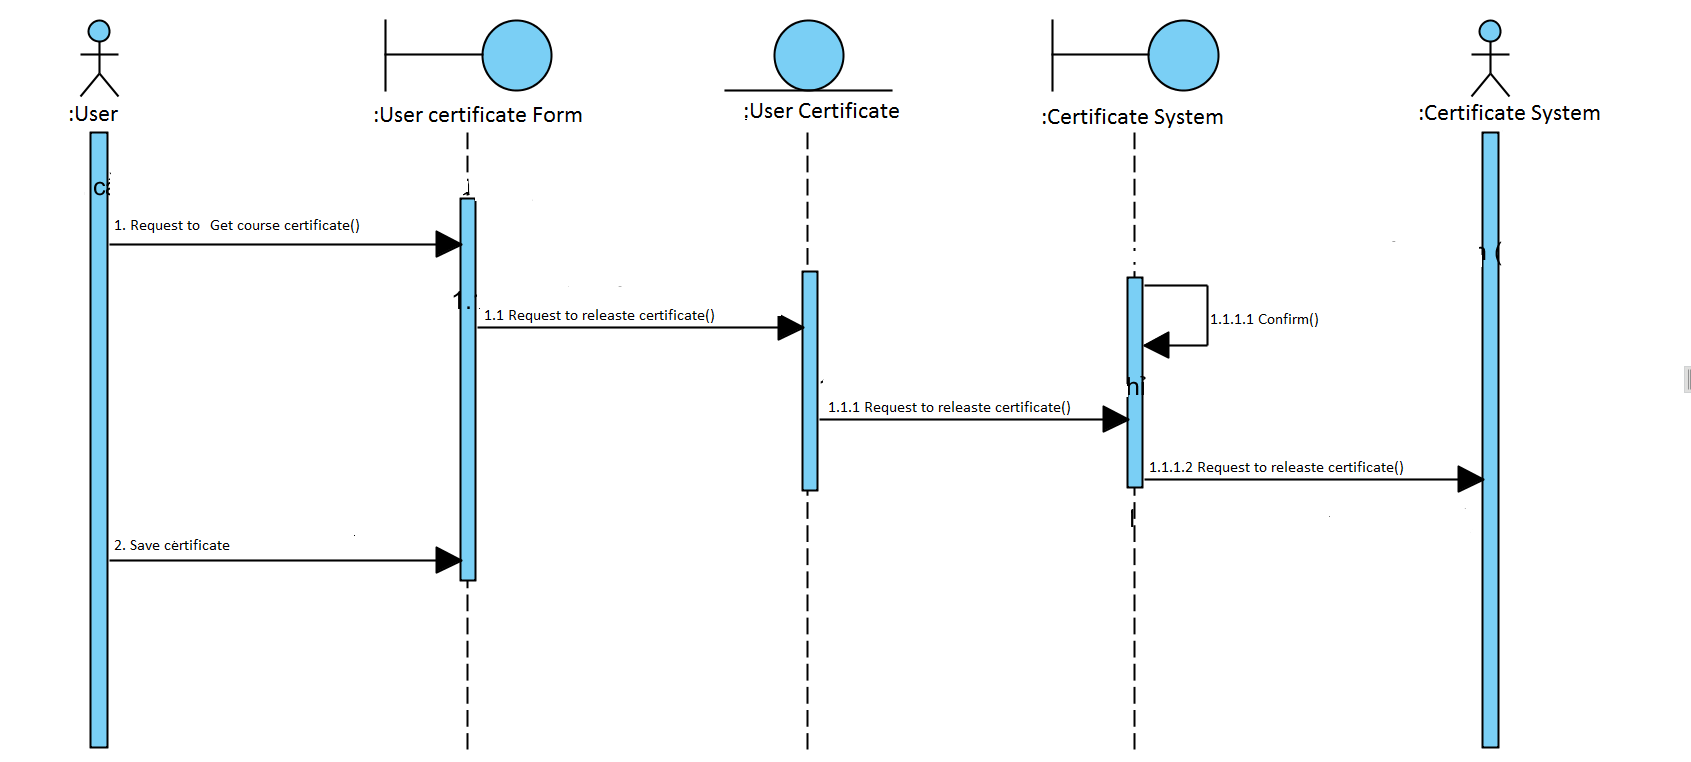 :User
:User certificate Form
:User Certificate
:Certificate System
:Certificate System
1. Request to Get course certificate()
1.1 Request to releaste certificate()
1.1.1.1 Confirm()
1.1.1 Request to releaste certificate()
1.1.1.2 Request to releaste certificate()
2. Save certificate